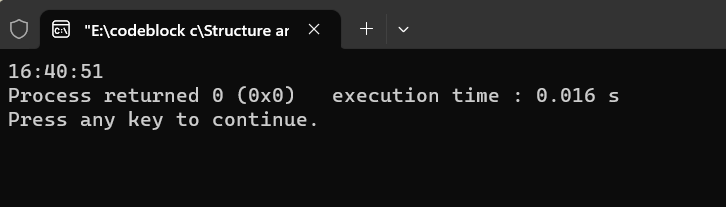 "E:\codeblock c\Structure ar
16:40:51
Process returned 0 (0x0)   execution time : 0.016 s
Press any key to continue.